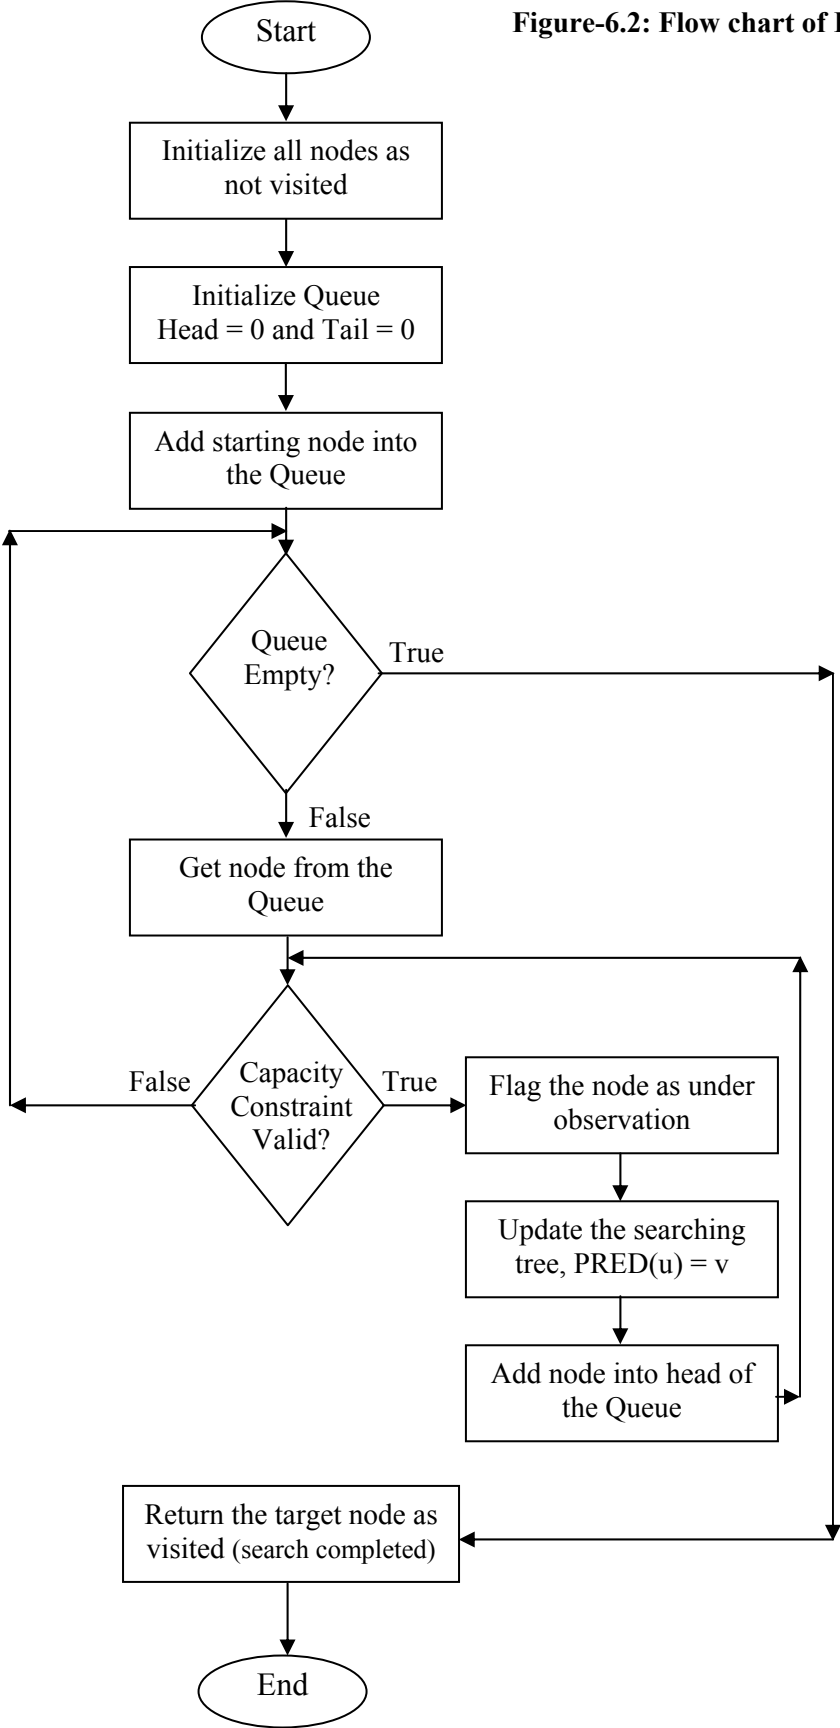 Start
Figure-6.2: Flow chart of
Initialize all nodes as
not visited
Initialize Queue
Head = 0 and Tail = 0
Add starting node into
the Queue
Queue
Empty?
True
False
Get node from the
Queue
False
Capacity
Constraint
Valid?
True
Flag the node as under
observation
Update the searching
tree, PRED(u) = v
Add node into head of
the Queue
Return the target node as
visited (search completed)
End